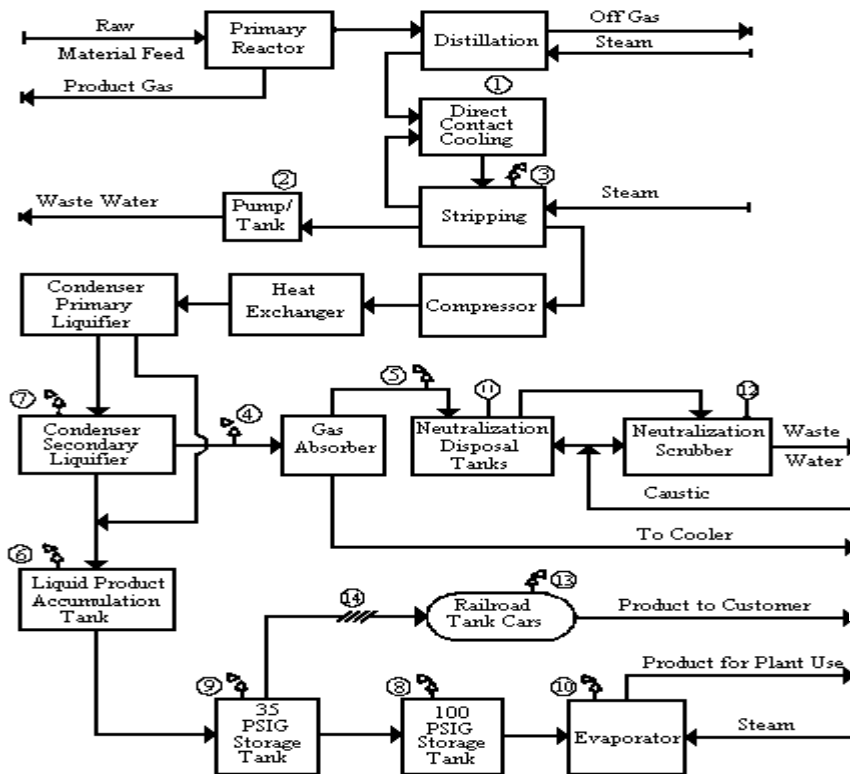 Raw
Material Feed
Primary
Reactor
Distillation
Off Gas
Steam
Product Gas
1
Direct
Contact
Cooling
2
3
Waste Water
Pump/
Tank
Stripping
Steam
Condenser
Primary
Liquifier
Heat
Exchanger
Compressor
7
4
5
11
12
Condenser
Secondary
Liquifier
Gas
Absorber
Neutralization
Disposal
Tanks
Neutralization
Scrubber
Waste
Water
Caustic
To Cooler
6
Liquid Product
Accumulation
Tank
14
13
Railroad
Tank Cars
Product to Customer
9
8
10
Product for Plant Use
35
PSIG
Storage
Tank
100
PSIG
Storage
Tank
Evaporator
Steam